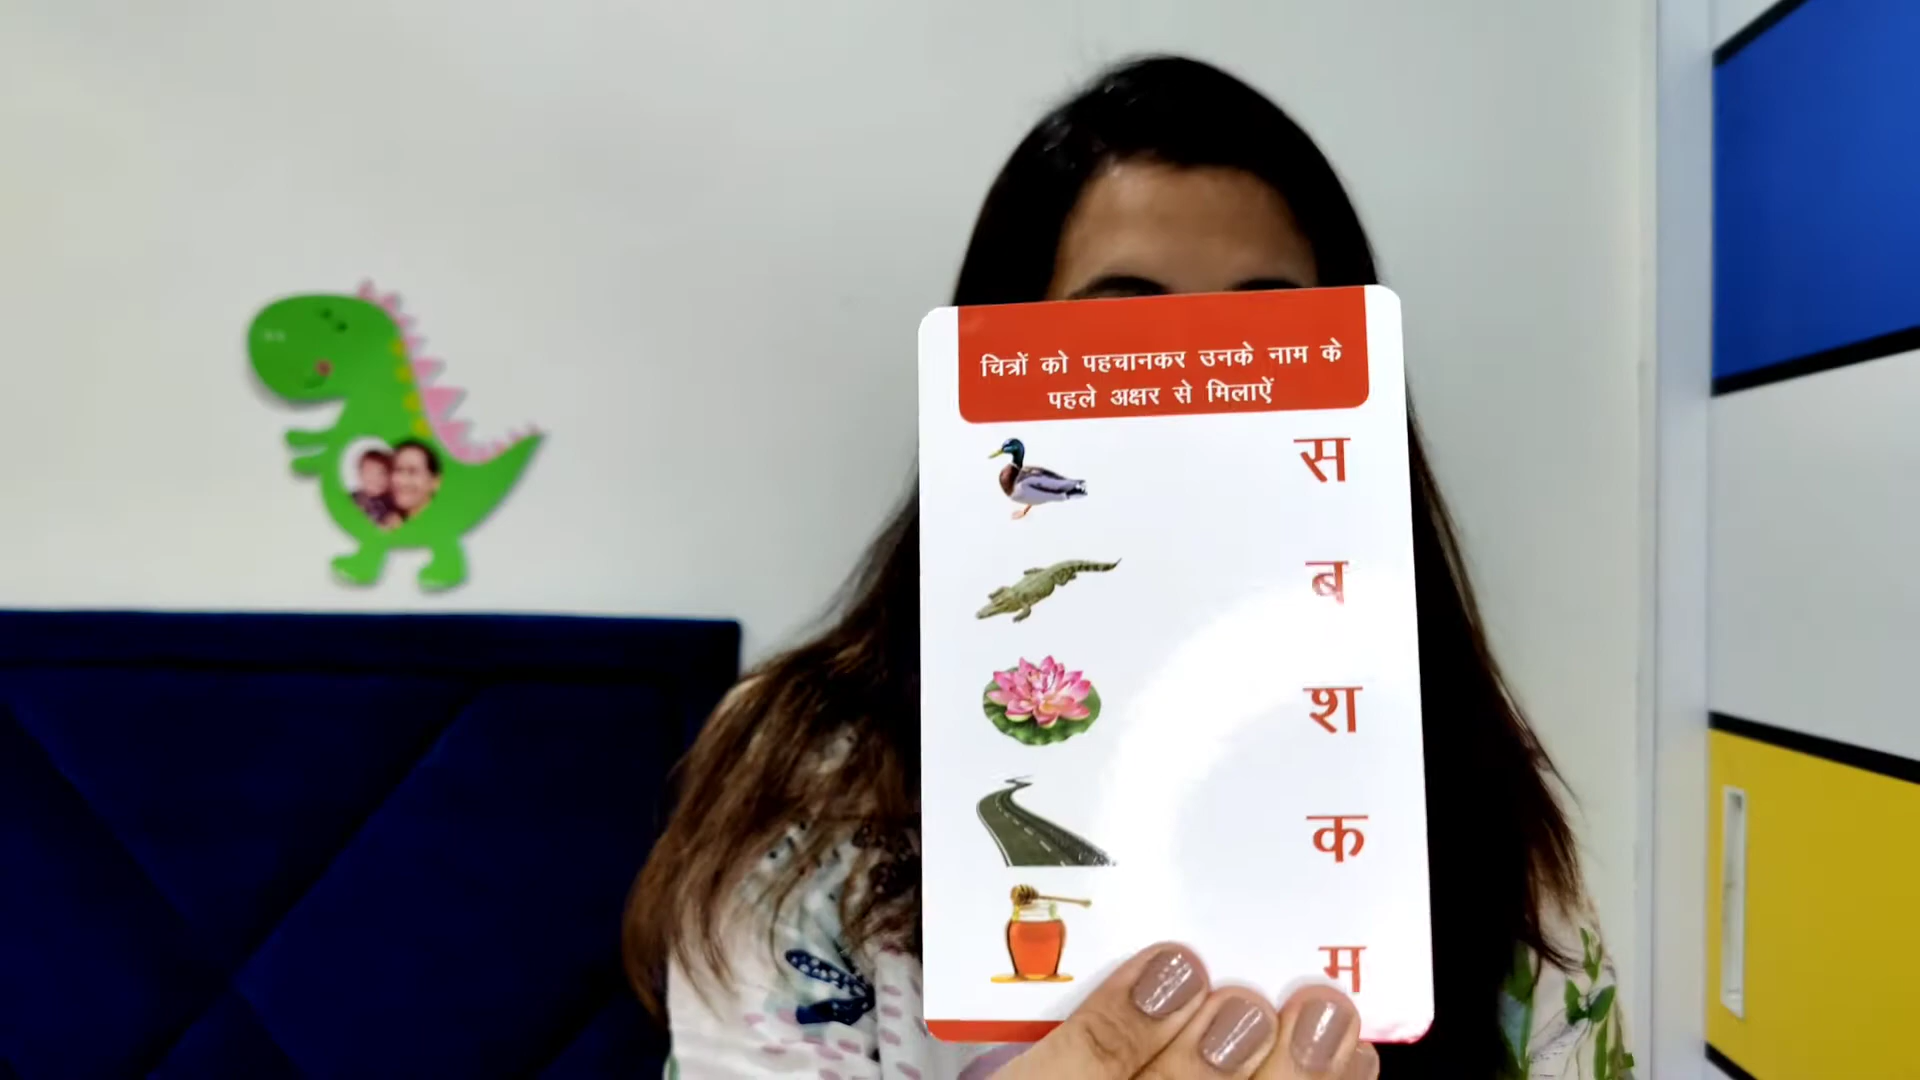 चित्रों को पहचानकर उनके नाम के
पहले अक्षर से मिलाऐं
स
ब
श
क
म